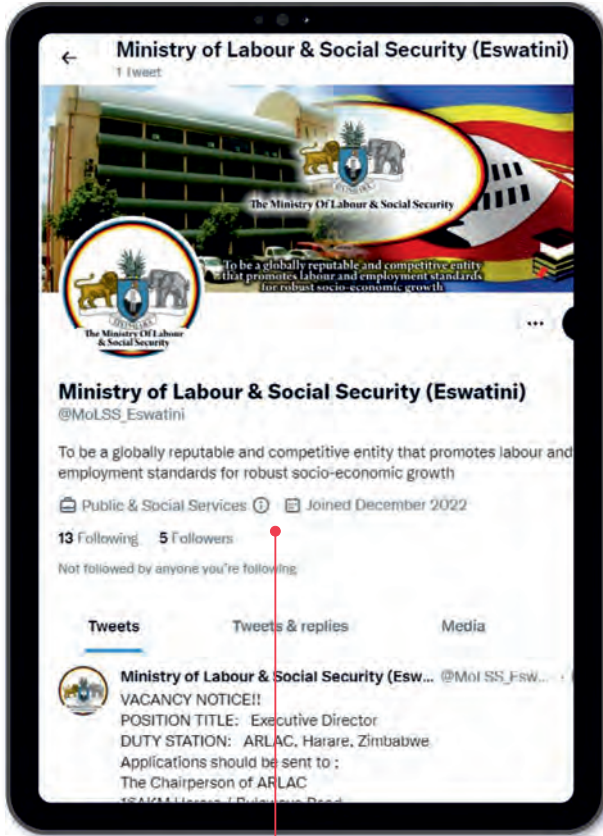 Ministry of Labour & Social Security (Eswatini)
1 Tweet
The Ministry Of Labour & Social Security
To be a globally reputable and competitive entity
that promotes labour and employment standards
for robust socio-economic growth
The Ministry Of Labour
& Social Security
Ministry of Labour & Social Security (Eswatini)
@MoLSS_Eswatini
To be a globally reputable and competitive entity that promotes labour and
employment standards for robust socio-economic growth
Public & Social Services Joined December 2022
13 Following 5 Followers
Not followed by anyone you're following
Tweets Tweets & replies Media
Ministry of Labour & Social Security (Esw... @MoLSS_Esw... ·
VACANCY NOTICE!!
POSITION TITLE: Executive Director
DUTY STATION: ARLAC, Harare, Zimbabwe
Applications should be sent to ;
The Chairperson of ARLAC